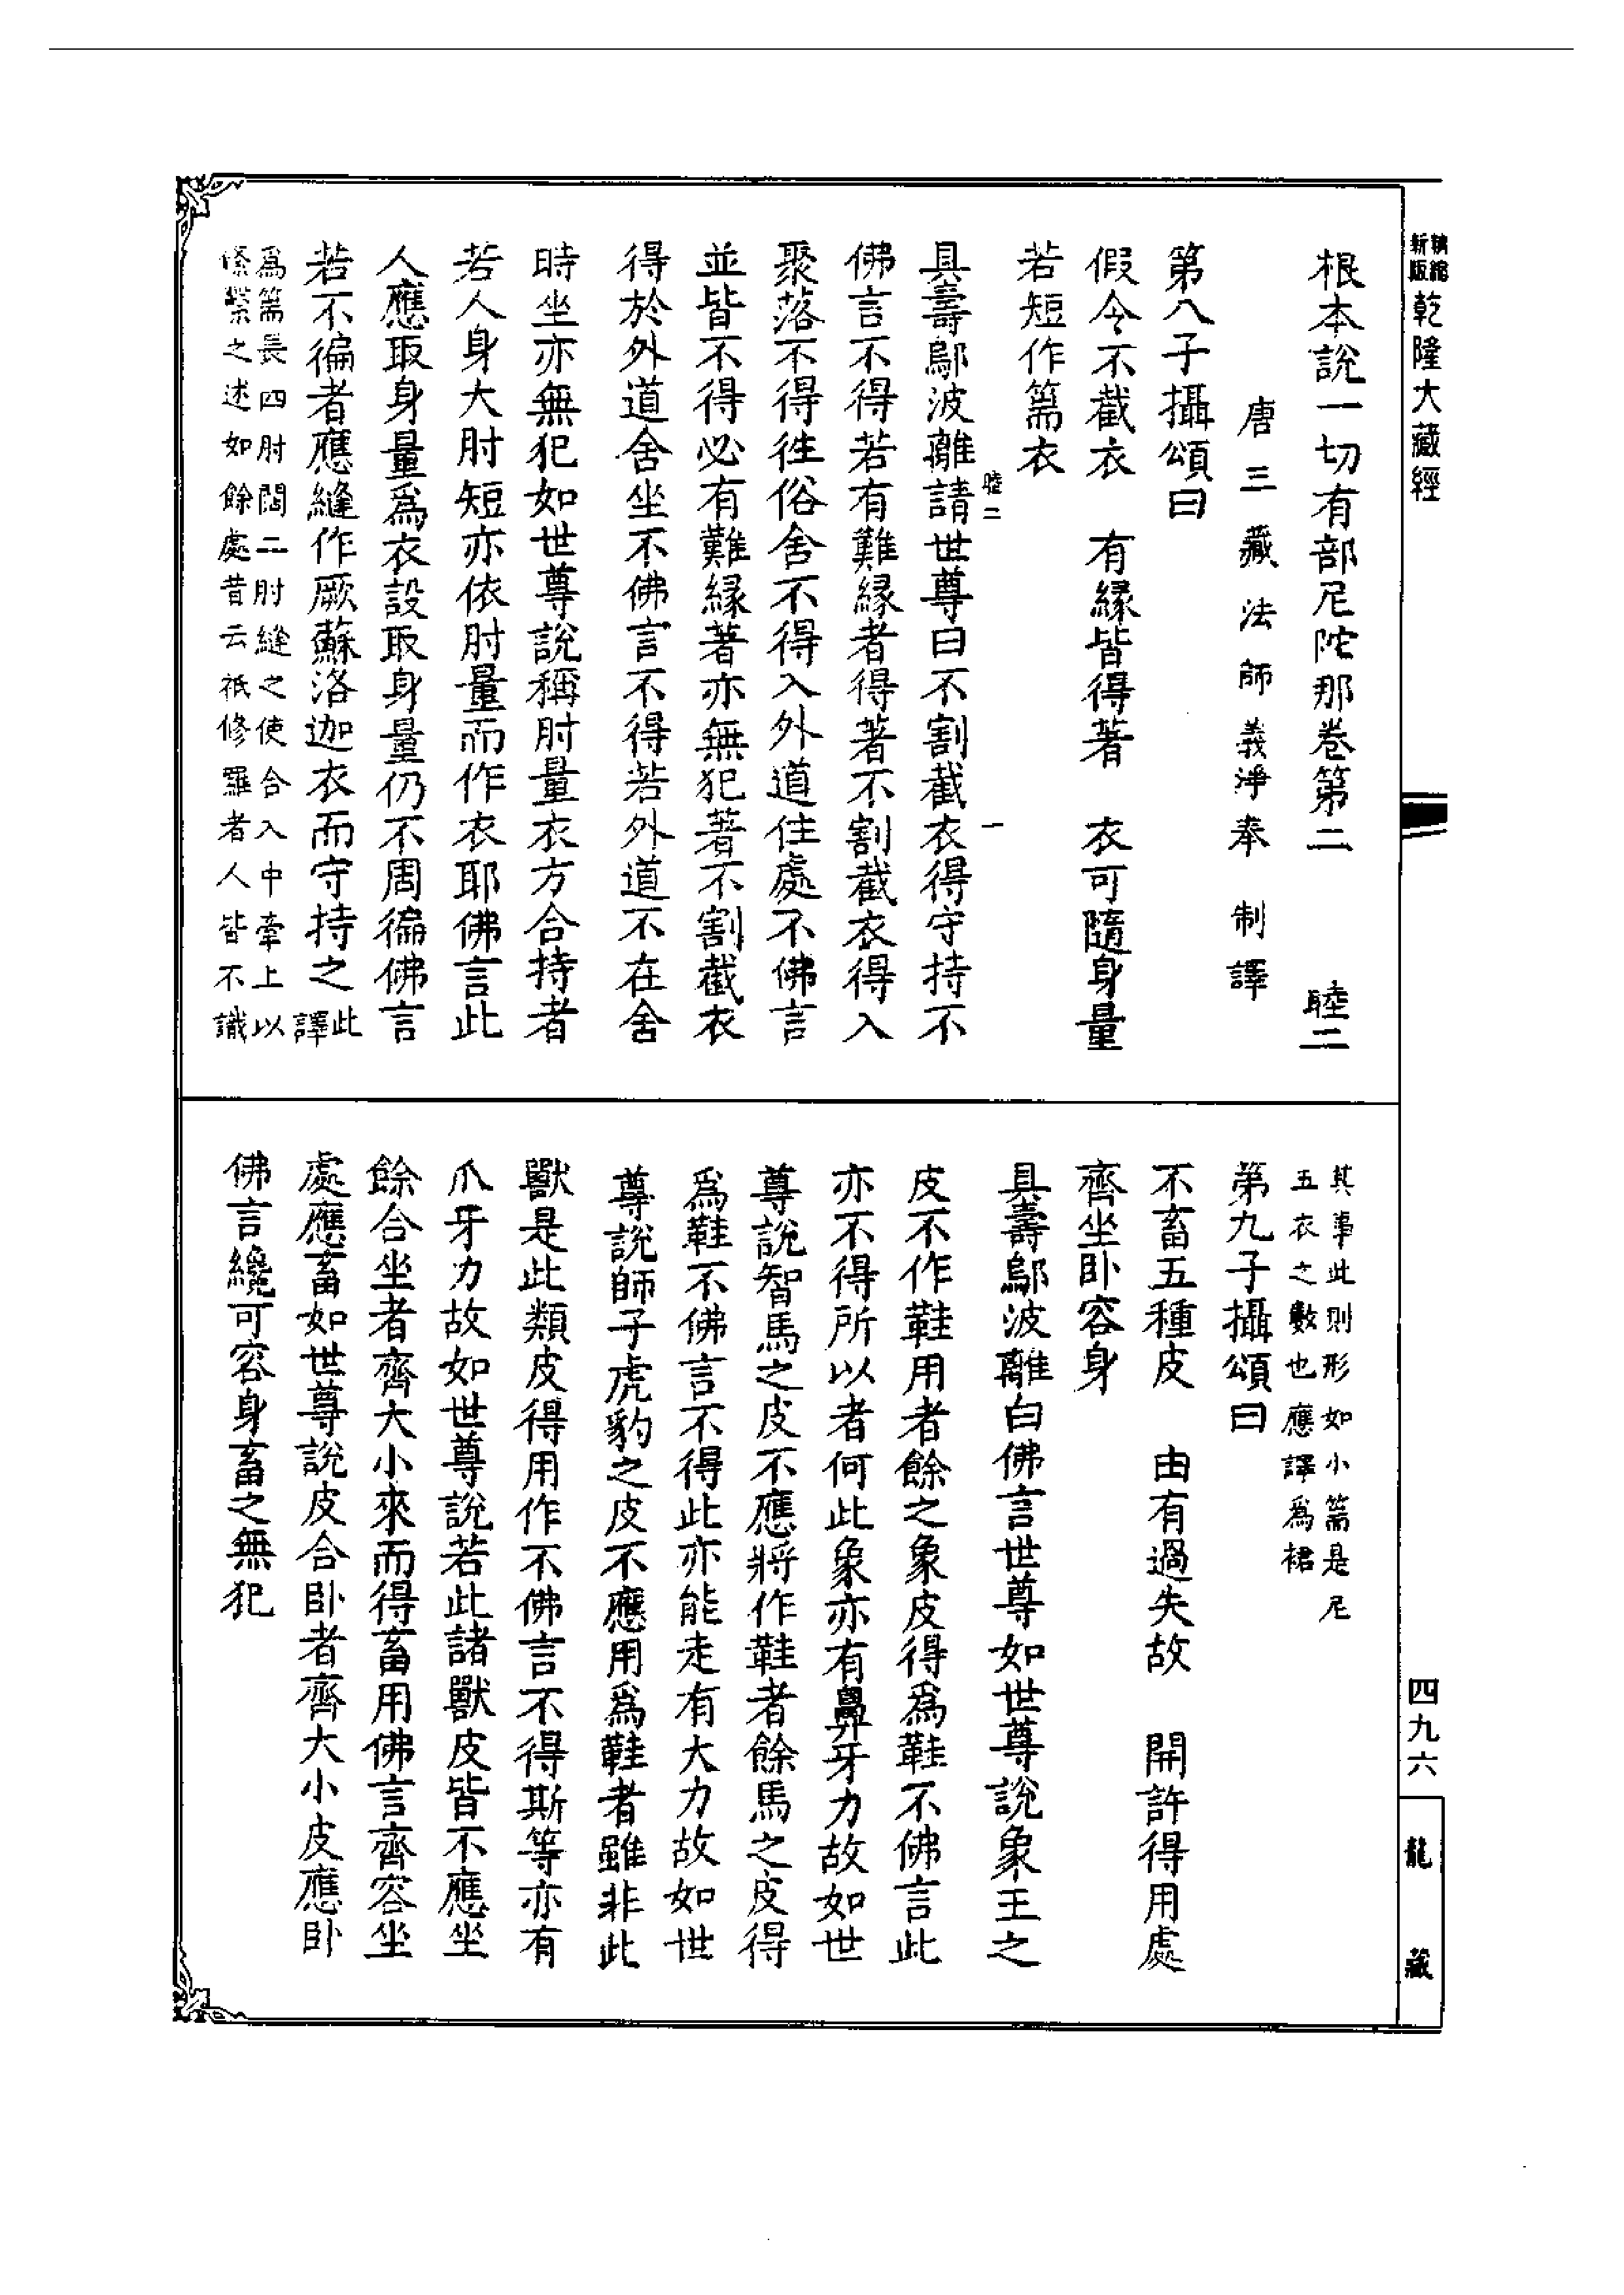 新版 精縮 乾隆大藏經
根本說一切有部尼陀那卷第二 睦二
唐三藏法師義淨奉 制譯
第八子攝頌曰
假令不截衣 有緣皆得著 衣可隨身量
若短作篅衣
睦二 一
具壽鄔波離請世尊曰不割截衣得守持不
佛言不得若有難緣者得著不割截衣得入
聚落不得徃俗舍不得入外道住處不佛言
並皆不得必有難緣著亦無犯著不割截衣
得於外道舍坐不佛言不得若外道不在舍
時坐亦無犯如世尊說稱肘量衣方合持者
若人身大肘短亦依肘量而作衣耶佛言此
人應取身量爲衣設取身量仍不周徧佛言
若不徧者應縫作厥蘇洛迦衣而守持之此譯
爲篅長四肘闊二肘縫之使合入中牽上以
絛繫之述如餘處昔云祇修羅者人皆不識
其事此則形如小篅是尼
五衣之數也應譯爲裙
第九子攝頌曰
不畜五種皮 由有過失故 開許得用處
齊坐卧容身
具壽鄔波離白佛言世尊如世尊說象王之
皮不作鞋用者餘之象皮得爲鞋不佛言此
亦不得所以者何此象亦有鼻牙力故如世
尊說智馬之皮不應將作鞋者餘馬之皮得
爲鞋不佛言不得此亦能走有大力故如世
尊說師子虎豹之皮不應用爲鞋者雖非此
獸是此類皮得用作不佛言不得斯等亦有
爪牙力故如世尊說若此諸獸皮皆不應坐
餘合坐者齊大小來而得畜用佛言齊容坐
處應畜如世尊說皮合卧者齊大小皮應卧
佛言纔可容身畜之無犯
四九六
龍藏